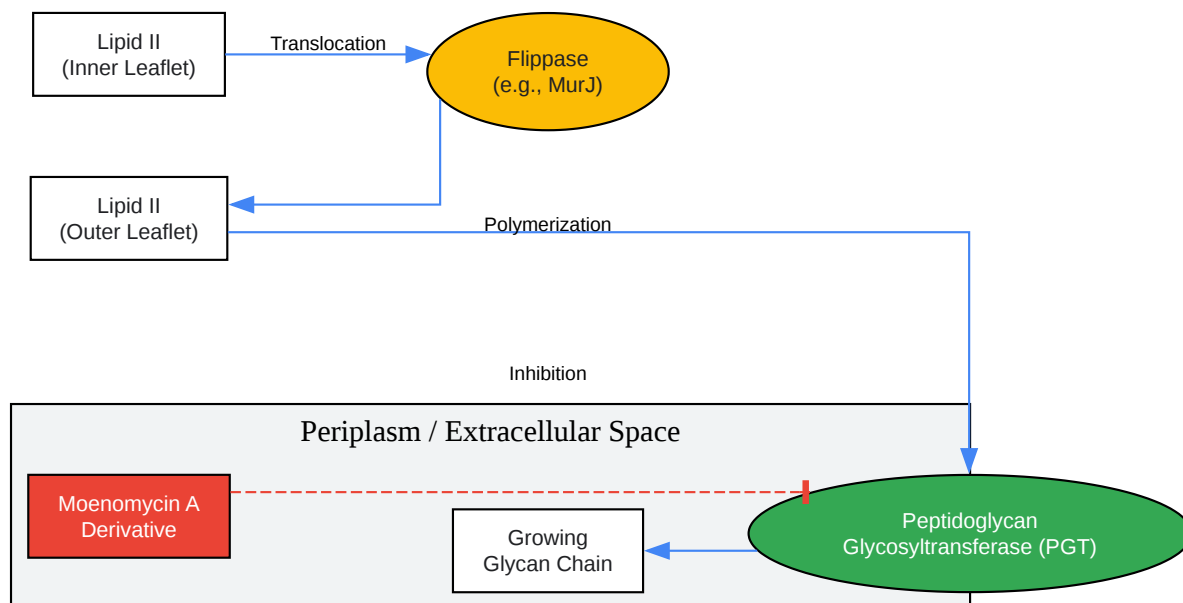 Lipid II
(Inner Leaflet)
Translocation
Flippase
(e.g., MurJ)
Lipid II
(Outer Leaflet)
Polymerization
Inhibition
Periplasm / Extracellular Space
Moenomycin A
Derivative
Growing
Glycan Chain
Peptidoglycan
Glycosyltransferase (PGT)